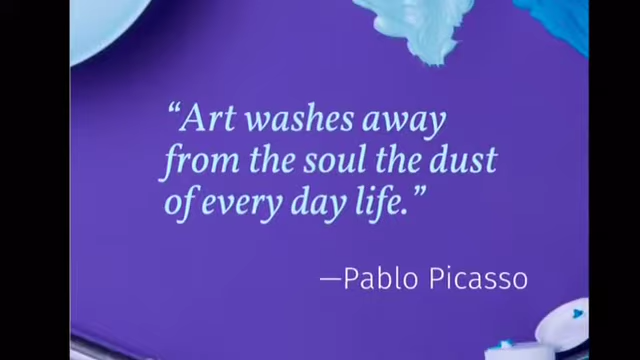 “Art washes away
from the soul the dust
of every day life.”
—Pablo Picasso